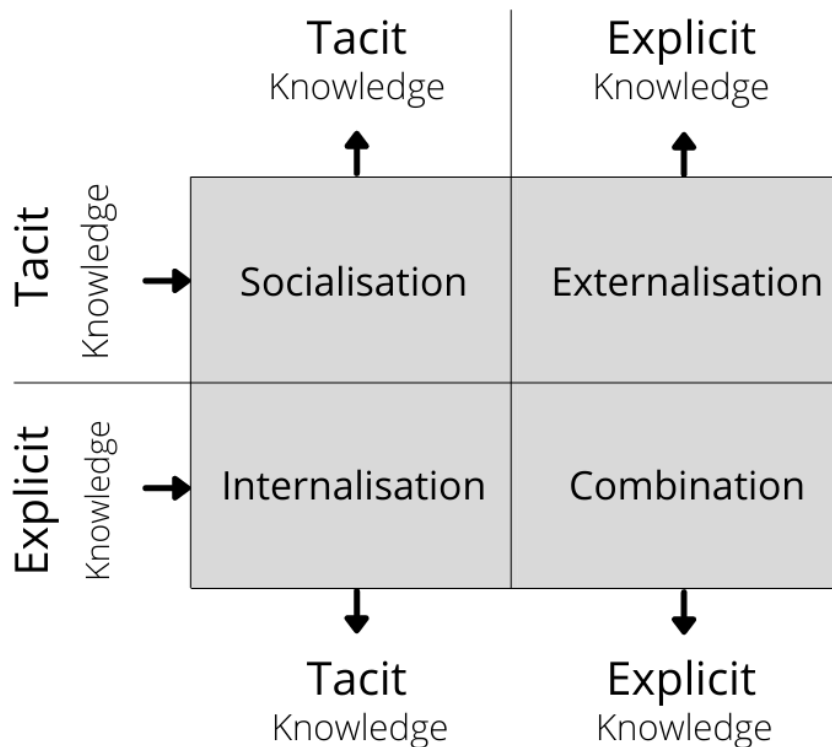 Tacit
Knowledge
Explicit
Knowledge
Tacit
Knowledge
Socialisation
Externalisation
Explicit
Knowledge
Internalisation
Combination
Tacit
Knowledge
Explicit
Knowledge